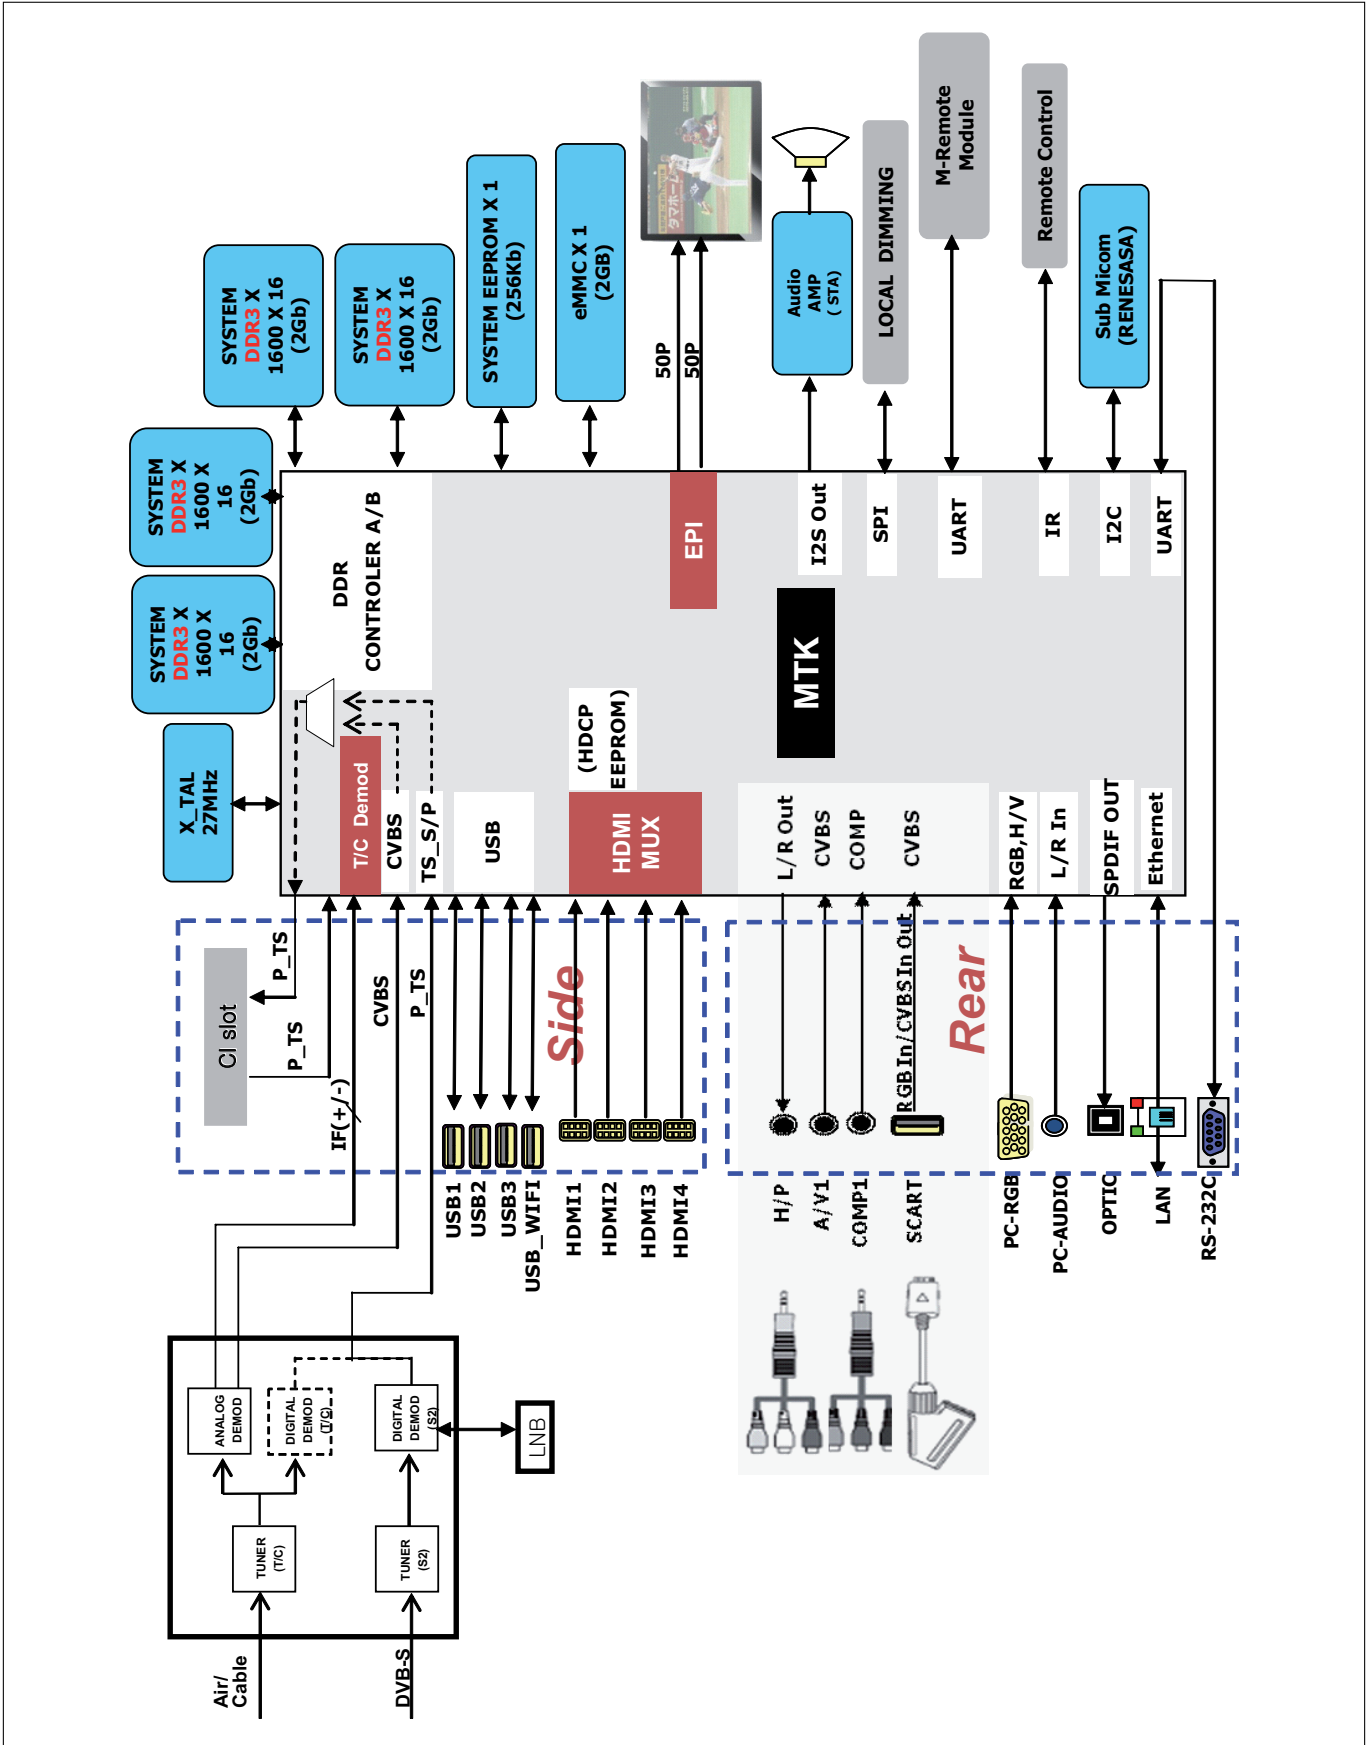 Air/
Cable
DVB-S
TUNER
(T/C)
TUNER
(S2)
ANALOG
DEMOD
DIGITAL
DEMOD
(T/C)
DIGITAL
DEMOD
(S2)
LNB
CI slot
P_TS
P_TS
IF(+/-)
CVBS
P_TS
Side
USB1
USB2
USB3
USB_WIFI
HDMI1
HDMI2
HDMI3
HDMI4
H/P
A/V1
COMP1
SCART
RGB In/CVBS In Out
Rear
PC-RGB
PC-AUDIO
OPTIC
LAN
RS-232C
X_TAL
27MHz
T/C Demod
CVBS
TS_S/P
USB
HDMI
MUX
(HDCP
EEPROM)
L/R Out
CVBS
COMP
CVBS
RGB,H/V
L/R In
SPDIF OUT
Ethernet
MTK
DDR
CONTROLER A/B
EPI
I2S Out
SPI
UART
IR
I2C
UART
SYSTEM
DDR3 X
1600 X
16
(2Gb)
SYSTEM
DDR3 X
1600 X
16
(2Gb)
SYSTEM
DDR3 X
1600 X 16
(2Gb)
SYSTEM
DDR3 X
1600 X 16
(2Gb)
SYSTEM EEPROM X 1
(256Kb)
eMMC X 1
(2GB)
50P
50P
タマホーム
Audio
AMP
( STA)
LOCAL DIMMING
M-Remote
Module
Remote Control
Sub Micom
(RENESASA)